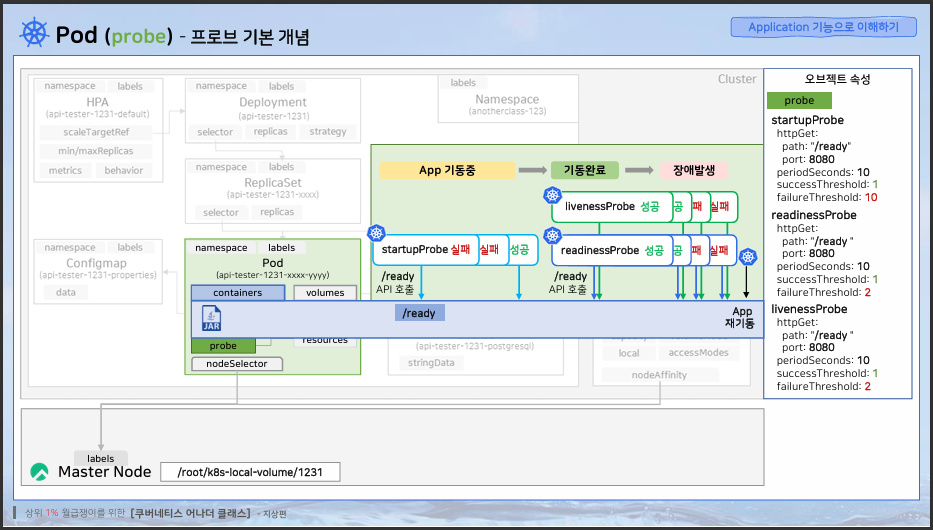 Pod (probe) - 프로브 기본 개념
Application 기능으로 이해하기
Cluster
namespace labels
HPA
(api-tester-1231-default)
scaleTargetRef
min/maxReplicas
metrics behavior
namespace labels
Deployment
(api-tester-1231)
selector replicas strategy
labels
Namespace
(anotherclass-123)
namespace labels
ReplicaSet
(api-tester-1231-xxxx)
selector replicas
namespace labels
Configmap
(api-tester-1231-properties)
data
namespace labels
Pod
(api-tester-1231-xxxx-yyyy)
containers volumes
JAR
probe
resources
nodeSelector
App 기동중 기동완료 장애발생
livenessProbe 성공 공 패 실패
startupProbe 실패 실패 성공
readinessProbe 성공 공 패 실패
/ready
API 호출
/ready
API 호출
/ready
App
재기동
(api-tester-1231-postgresql)
stringData
local accessModes
nodeAffinity
오브젝트 속성
probe
startupProbe
httpGet:
path: "/ready"
port: 8080
periodSeconds: 10
successThreshold: 1
failureThreshold: 10
readinessProbe
httpGet:
path: "/ready "
port: 8080
periodSeconds: 10
successThreshold: 1
failureThreshold: 2
livenessProbe
httpGet:
path: "/ready "
port: 8080
periodSeconds: 10
successThreshold: 1
failureThreshold: 2
labels
Master Node
/root/k8s-local-volume/1231
상위 1% 월급쟁이를 위한 [쿠버네티스 어나더 클래스] - 지상편